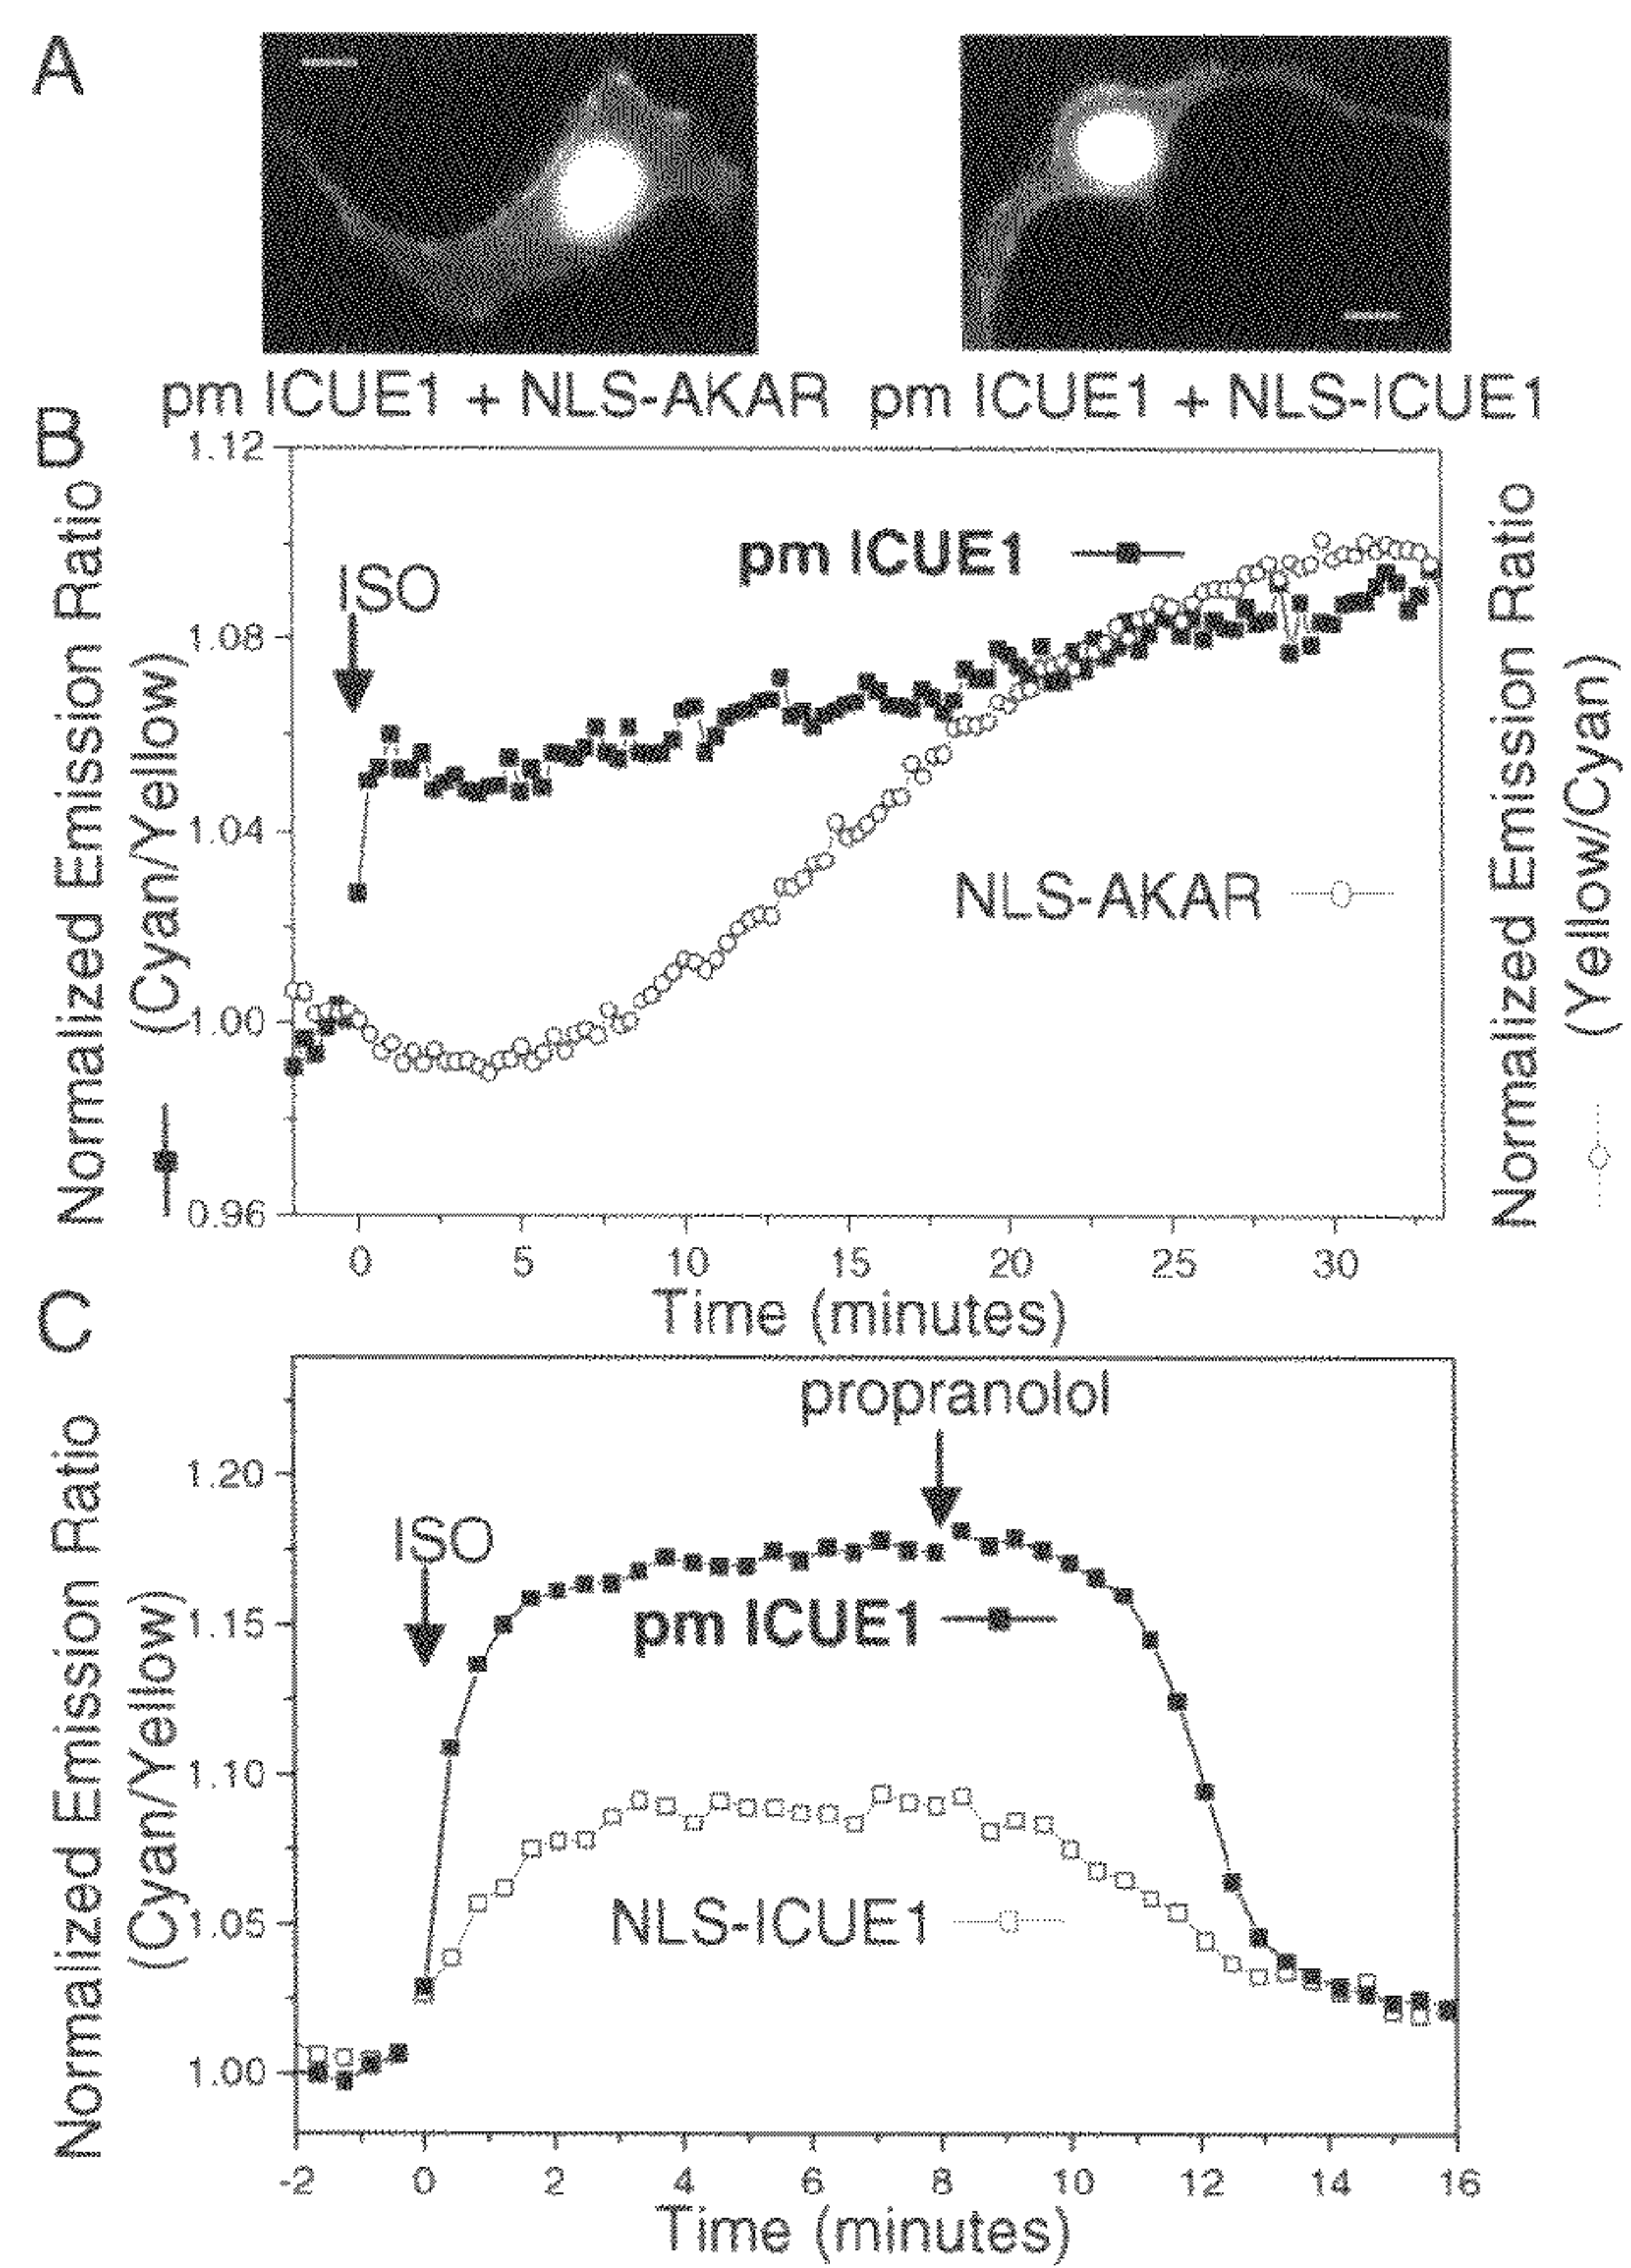 A
pm ICUE1 + NLS-AKAR
pm ICUE1 + NLS-ICUE1
B
Normalized Emission Ratio
(Cyan/Yellow)
1.12
1.08
1.04
1.00
0.96
ISO
pm ICUE1
NLS-AKAR
Normalized Emission Ratio
(Yellow/Cyan)
0 5 10 15 20 25 30
Time (minutes)
C
Normalized Emission Ratio
(Cyan/Yellow)
1.20
1.15
1.10
1.05
1.00
propranolol
ISO
pm ICUE1
NLS-ICUE1
-2 0 2 4 6 8 10 12 14 16
Time (minutes)